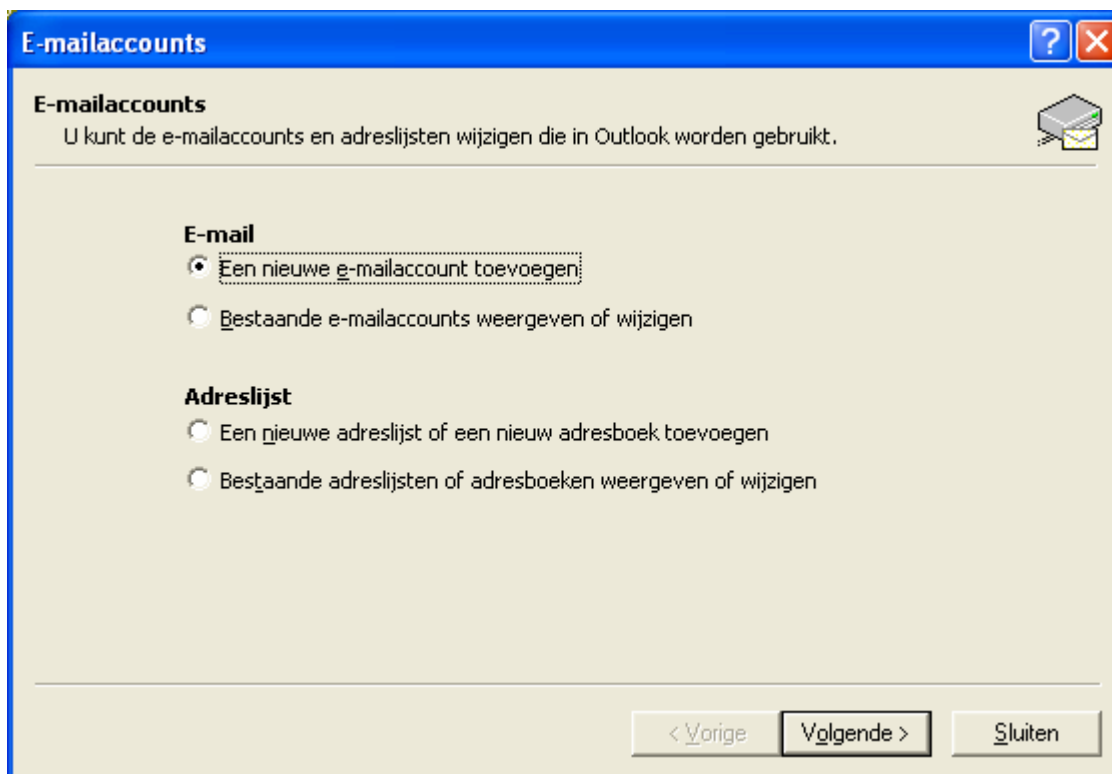 E-mailaccounts
E-mailaccounts
U kunt de e-mailaccounts en adreslijsten wijzigen die in Outlook worden gebruikt.
E-mail
Een nieuwe e-mailaccount toevoegen
Bestaande e-mailaccounts weergeven of wijzigen
Adreslijst
Een nieuwe adreslijst of een nieuw adresboek toevoegen
Bestaande adreslijsten of adresboeken weergeven of wijzigen
< Vorige Volgende > Sluiten